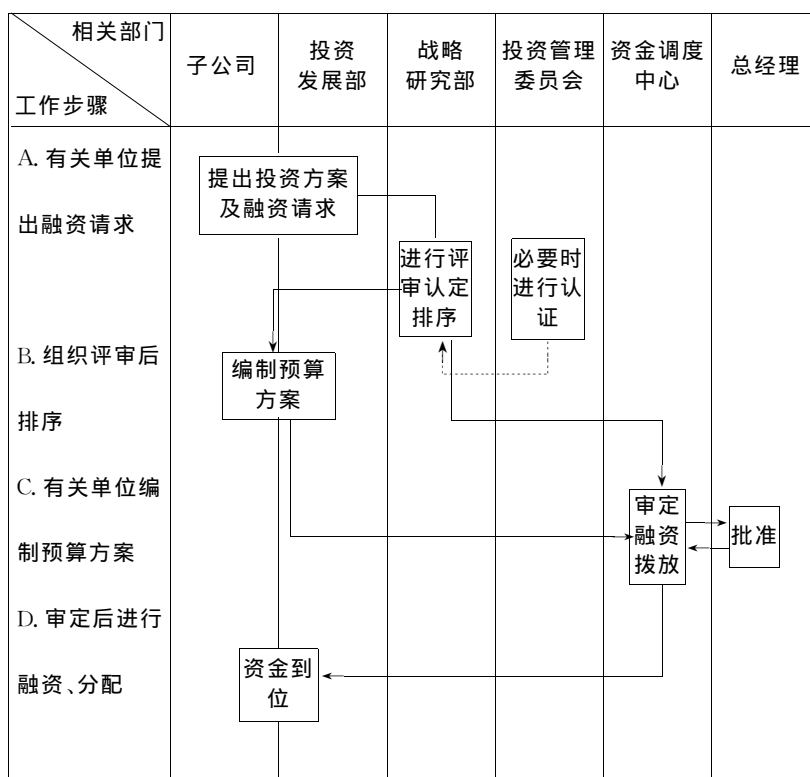 相关部门
工作步骤
子公司
投资
发展部
战略
研究部
投资管理
委员会
资金调度
中心
总经理
A. 有关单位提
出融资请求
提出投资方案
及融资请求
进行评
审认定
排序
必要时
进行认
证
B. 组织评审后
排序
编制预算
方案
C. 有关单位编
制预算方案
审定
融资
拨放
批准
D. 审定后进行
融资、分配
资金到
位